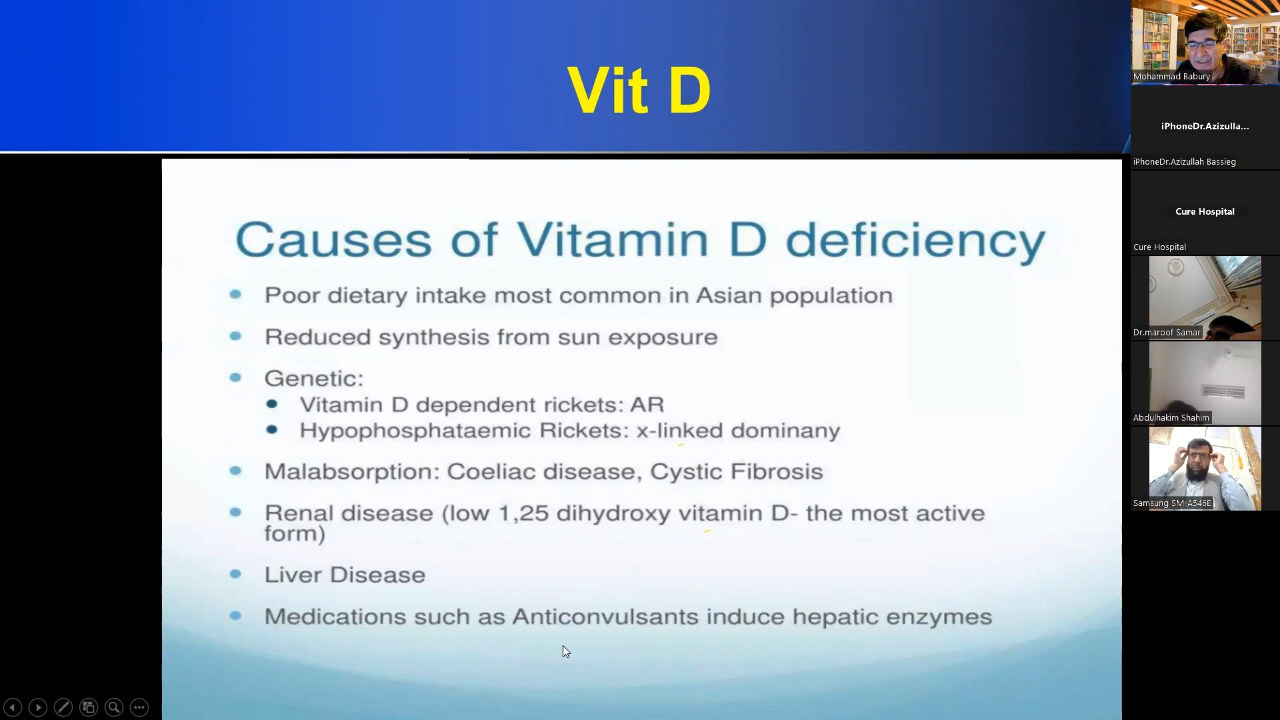 Vit D
Causes of Vitamin D deficiency
Poor dietary intake most common in Asian population
Reduced synthesis from sun exposure
Genetic:
Vitamin D dependent rickets: AR
Hypophosphataemic Rickets: x-linked dominany
Malabsorption: Coeliac disease, Cystic Fibrosis
Renal disease (low 1,25 dihydroxy vitamin D- the most active
form)
Liver Disease
Medications such as Anticonvulsants induce hepatic enzymes
Mohammad Babury
iPhoneDr.Azizulla...
iPhoneDr.Azizullah Bassieg
Cure Hospital
Cure Hospital
Dr.maroof Samar
Abdulhakim Shahim
Samsung SM-A546E